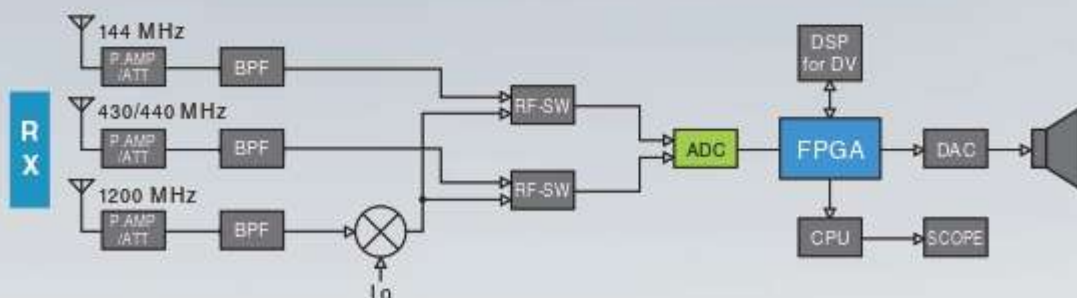 RX
144 MHz
P.AMP
/ATT
BPF
430/440 MHz
P.AMP
/ATT
BPF
1200 MHz
P.AMP
/ATT
BPF
Lo
RF-SW
RF-SW
ADC
DSP
for DV
FPGA
DAC
CPU
SCOPE